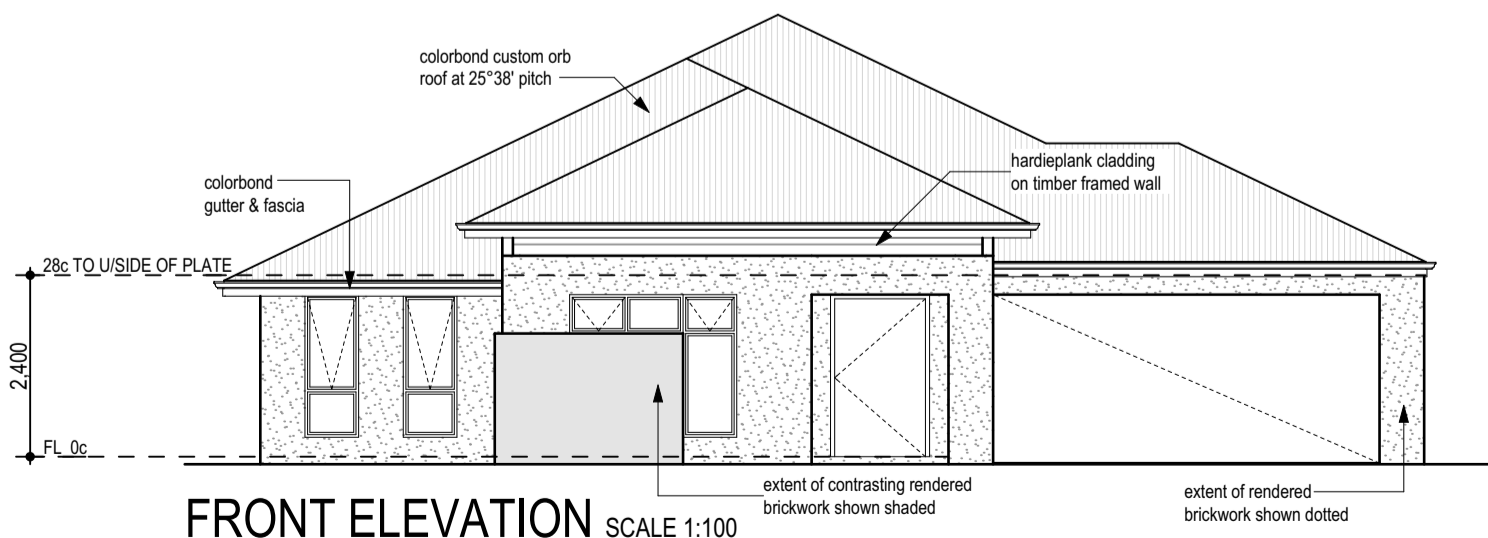 colorbond custom orb
roof at 25°38' pitch
hardieplank cladding
on timber framed wall
colorbond
gutter & fascia
28c TO U/SIDE OF PLATE
2,400
FL 0c
extent of contrasting rendered
brickwork shown shaded
extent of rendered
brickwork shown dotted
FRONT ELEVATION SCALE 1:100